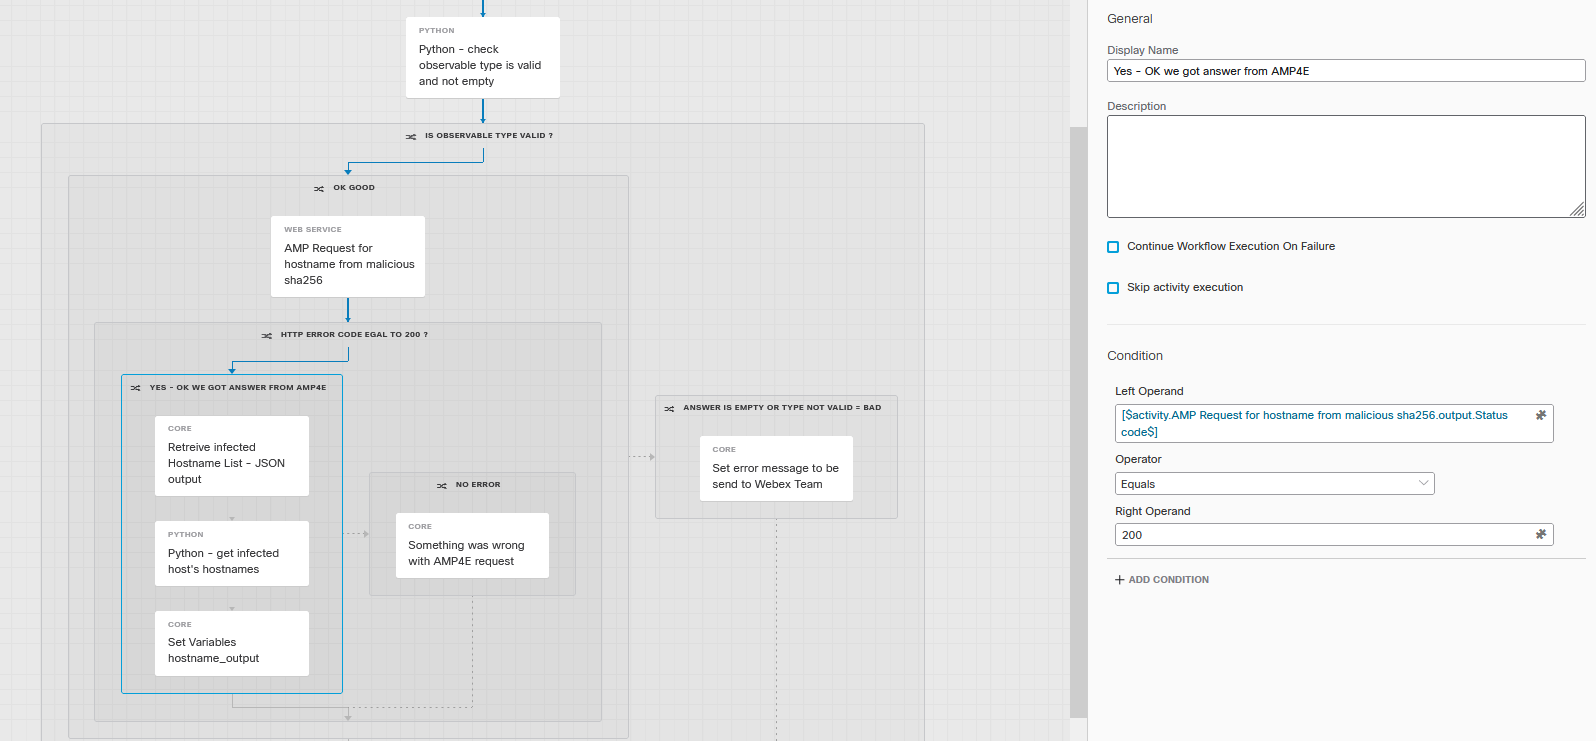 PYTHON
Python - check
observable type is valid
and not empty
IS OBSERVABLE TYPE VALID ?
OK GOOD
WEB SERVICE
AMP Request for
hostname from malicious
sha256
HTTP ERROR CODE EGAL TO 200 ?
YES - OK WE GOT ANSWER FROM AMP4E
CORE
Retreive infected
Hostname List - JSON
output
PYTHON
Python - get infected
host's hostnames
CORE
Set Variables
hostname_output
NO ERROR
CORE
Something was wrong
with AMP4E request
ANSWER IS EMPTY OR TYPE NOT VALID = BAD
CORE
Set error message to be
send to Webex Team
General
Display Name
Yes - OK we got answer from AMP4E
Description
Continue Workflow Execution On Failure
Skip activity execution
Condition
Left Operand
[$activity.AMP Request for hostname from malicious sha256.output.Status
code$]
Operator
Equals
Right Operand
200
+ ADD CONDITION